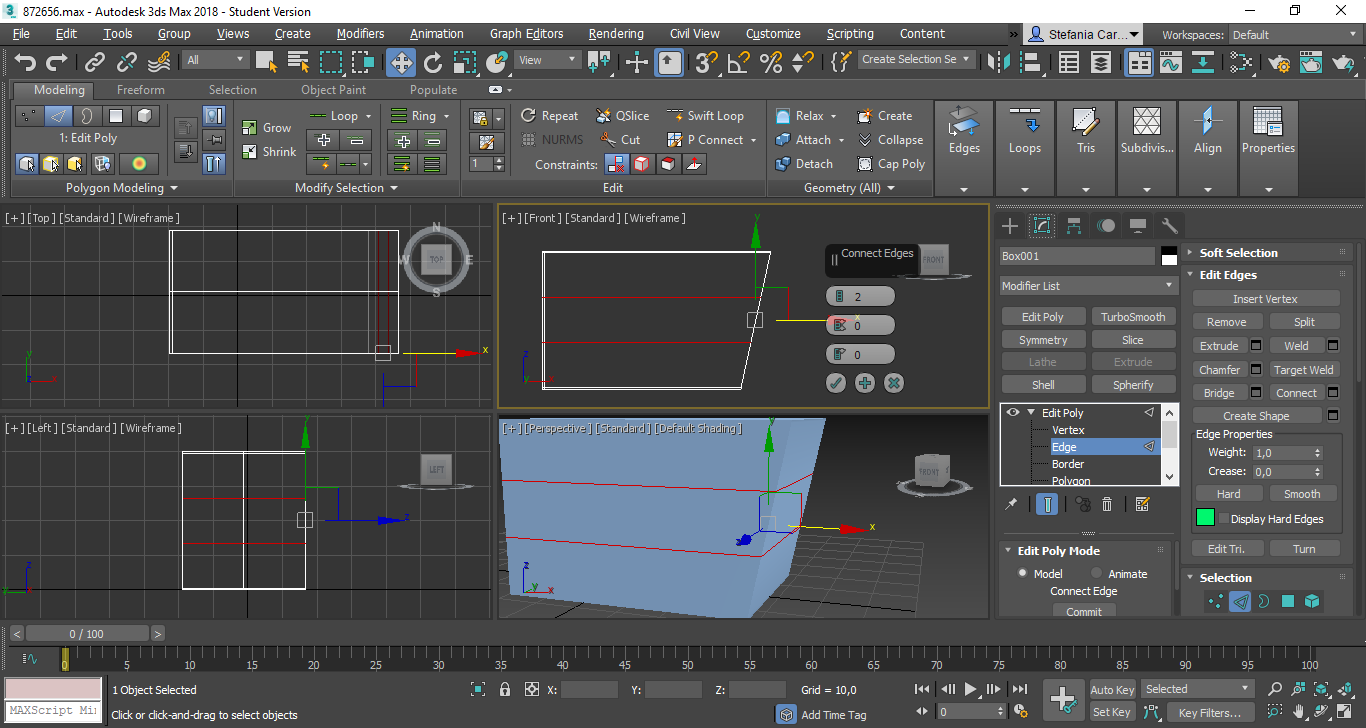 872656.max - Autodesk 3ds Max 2018 - Student Version
File Edit Tools Group Views Create Modifiers Animation Graph Editors Rendering Civil View Customize Scripting Content » Stefania Car... Workspaces: Default
All View Create Selection Se
Modeling Freeform Selection Object Paint Populate
1: Edit Poly
Polygon Modeling
Grow
Shrink
Loop
Ring
Modify Selection
1
Repeat QSlice Swift Loop
NURMS Cut P Connect
Constraints:
Edit
Relax Create
Attach Collapse
Detach Cap Poly
Geometry (All)
Edges Loops Tris Subdivis... Align Properties
[+] [Top] [Standard] [Wireframe]
N
W TOP E
S
y
x
z
[+] [Front] [Standard] [Wireframe]
y
x
z
y
FRONT
Connect Edges
2
0
0
[+] [Left] [Standard] [Wireframe]
LEFT
z
z
y
[+] [Perspective] [Standard] [Default Shading]
FRONT
y
x
z
y
x
Box001
Modifier List
Edit Poly TurboSmooth
Symmetry Slice
Lathe Extrude
Shell Spherify
Edit Poly
Vertex
Edge
Border
Polygon
Edit Poly Mode
Model Animate
Connect Edge
Commit
Soft Selection
Edit Edges
Insert Vertex
Remove Split
Extrude Weld
Chamfer Target Weld
Bridge Connect
Create Shape
Edge Properties
Weight: 1,0
Crease: 0,0
Hard Smooth
Display Hard Edges
Edit Tri. Turn
Selection
< 0 / 100 >
0 5 10 15 20 25 30 35 40 45 50 55 60 65 70 75 80 85 90 95 100
MAXScript Mi
1 Object Selected
Click or click-and-drag to select objects
X: Y: Z: Grid = 10,0
Add Time Tag
0
Auto Key Selected
Set Key Key Filters...